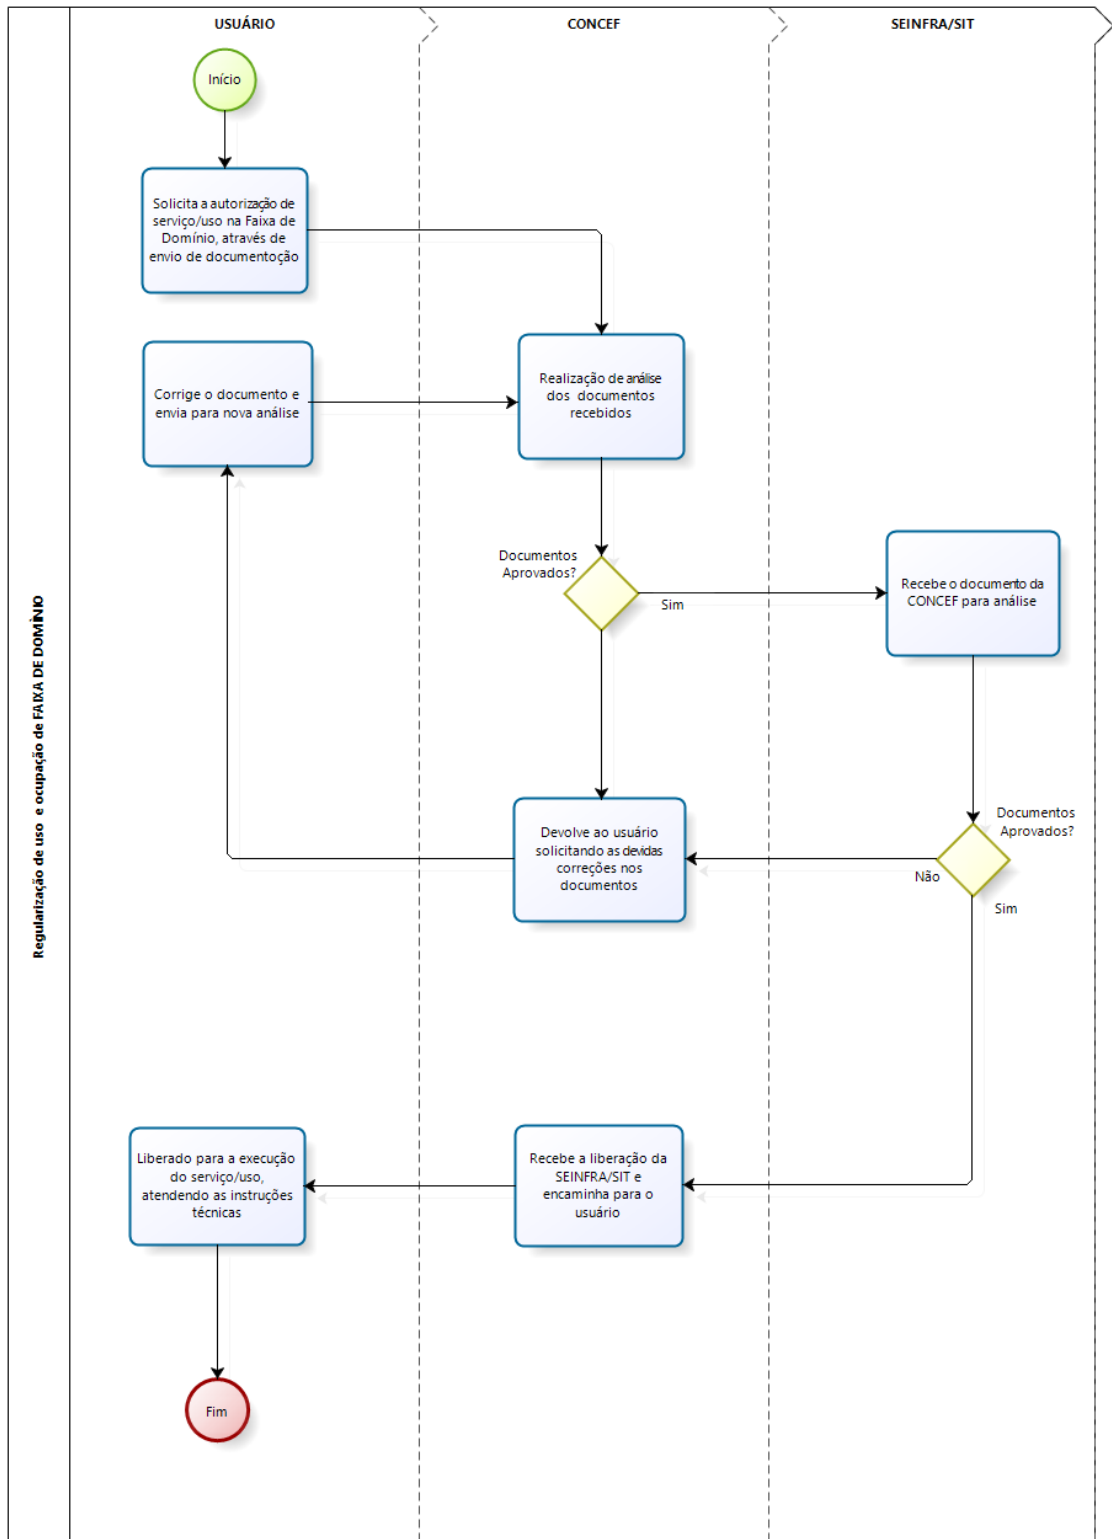 USUÁRIO
CONCEF
SEINFRA/SIT
Regularização de uso e ocupação de FAIXA DE DOMÍNIO
Início
Solicita a autorização de
serviço/uso na Faixa de
Domínio, através de
envio de documentoção
Corrige o documento e
envia para nova análise
Realização de análise
dos documentos
recebidos
Documentos
Aprovados?
Sim
Recebe o documento da
CONCEF para análise
Documentos
Aprovados?
Não
Sim
Devolve ao usuário
solicitando as devidas
correções nos
documentos
Liberado para a execução
do serviço/uso,
atendendo as instruções
técnicas
Recebe a liberação da
SEINFRA/SIT e
encaminha para o
usuário
Fim